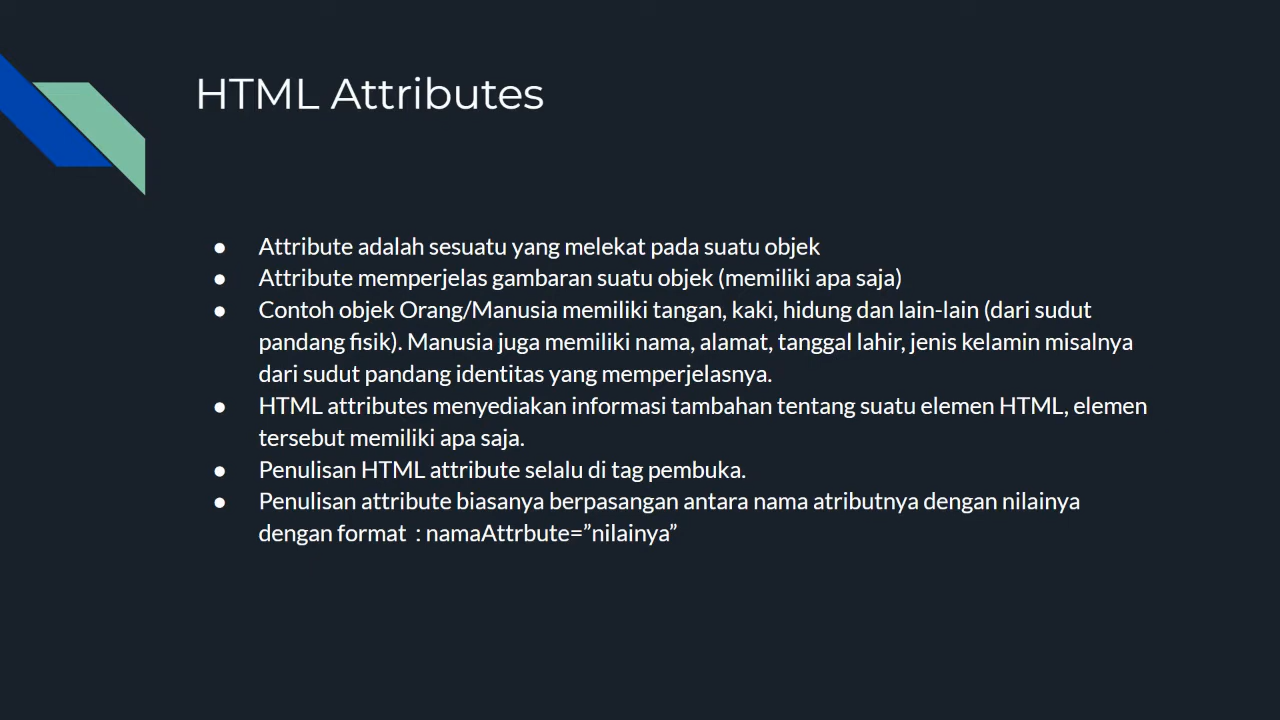 HTML Attributes
● Attribute adalah sesuatu yang melekat pada suatu objek
● Attribute memperjelas gambaran suatu objek (memiliki apa saja)
● Contoh objek Orang/Manusia memiliki tangan, kaki, hidung dan lain-lain (dari sudut
pandang fisik). Manusia juga memiliki nama, alamat, tanggal lahir, jenis kelamin misalnya
dari sudut pandang identitas yang memperjelasnya.
● HTML attributes menyediakan informasi tambahan tentang suatu elemen HTML, elemen
tersebut memiliki apa saja.
● Penulisan HTML attribute selalu di tag pembuka.
● Penulisan attribute biasanya berpasangan antara nama atributnya dengan nilainya
dengan format : namaAttrbute=”nilainya”